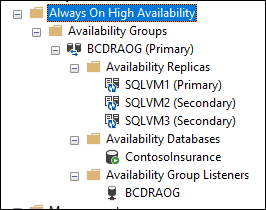 Always On High Availability
Availability Groups
BCDRAOG (Primary)
Availability Replicas
SQLVM1 (Primary)
SQLVM2 (Secondary)
SQLVM3 (Secondary)
Availability Databases
ContosoInsurance
Availability Group Listeners
BCDRAOG